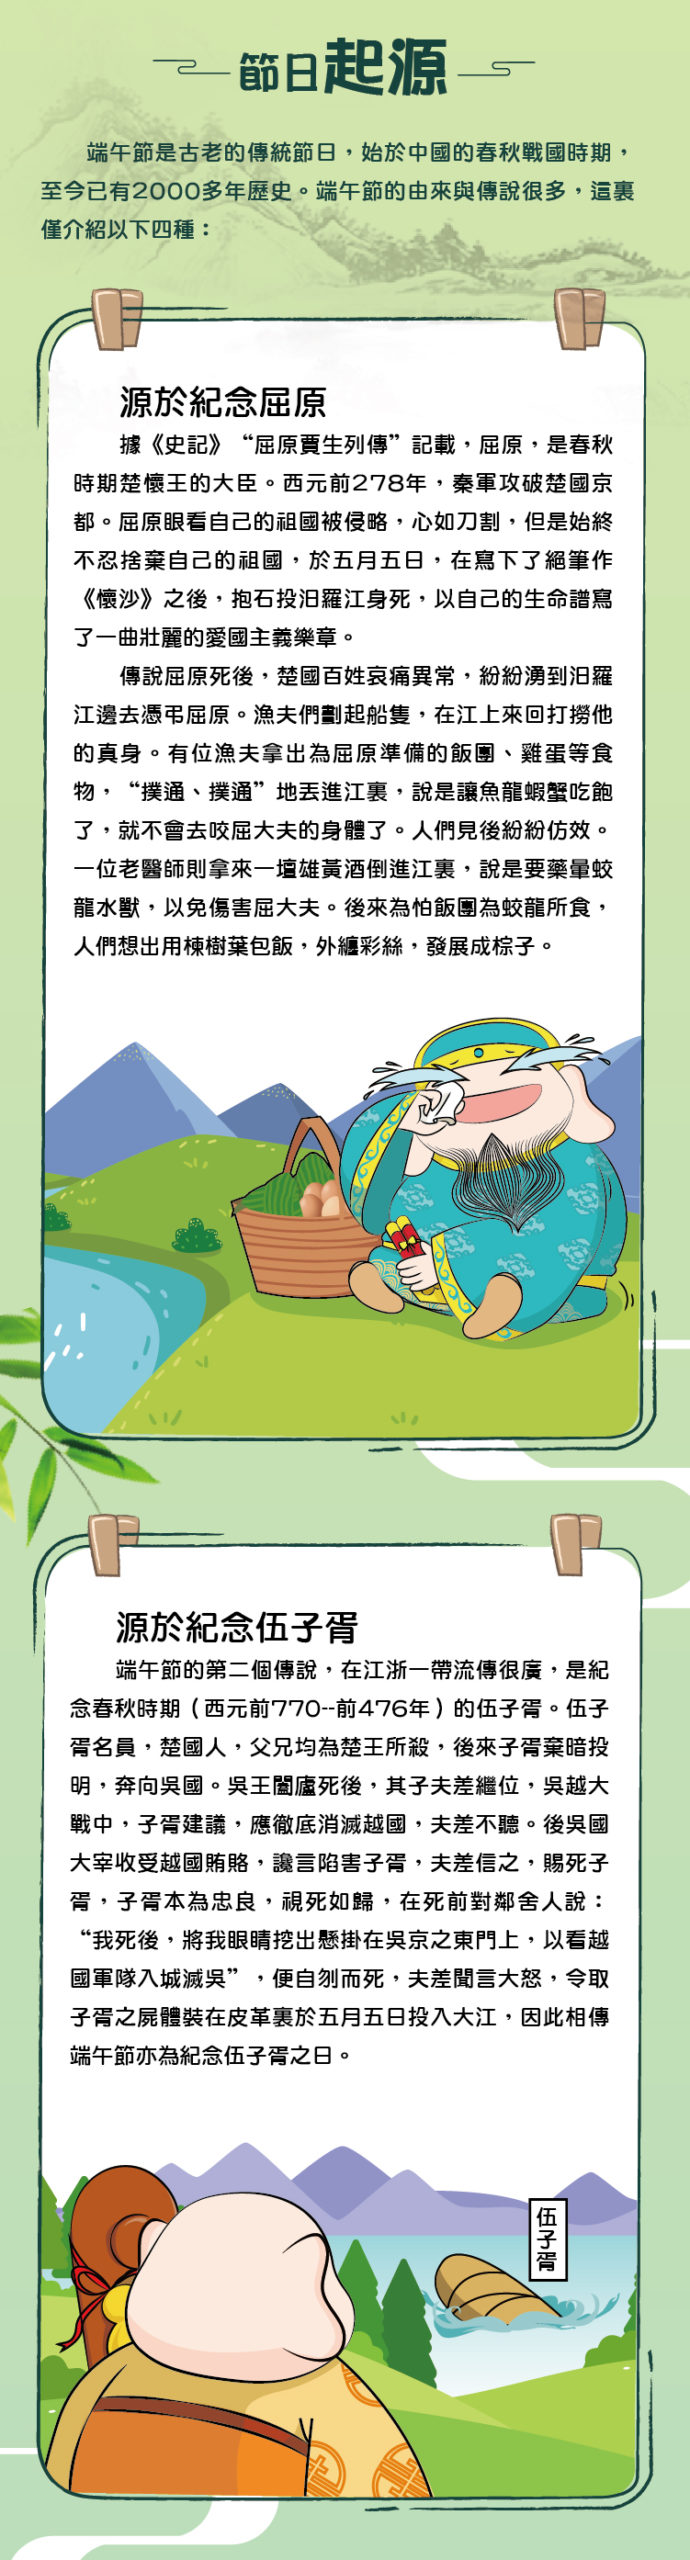 節日起源
端午節是古老的傳統節日，始於中國的春秋戰國時期，
至今已有2000多年歷史。端午節的由來與傳說很多，這裏
僅介紹以下四種：
源於紀念屈原
據《史記》“屈原賈生列傳”記載，屈原，是春秋
時期楚懷王的大臣。西元前278年，秦軍攻破楚國京
都。屈原眼看自己的祖國被侵略，心如刀割，但是始終
不忍捨棄自己的祖國，於五月五日，在寫下了絕筆作
《懷沙》之後，抱石投汨羅江身死，以自己的生命譜寫
了一曲壯麗的愛國主義樂章。
傳說屈原死後，楚國百姓哀痛異常，紛紛湧到汨羅
江邊去憑弔屈原。漁夫們劃起船隻，在江上來回打撈他
的真身。有位漁夫拿出為屈原準備的飯團、雞蛋等食
物，“撲通、撲通”地丟進江裏，說是讓魚龍蝦蟹吃飽
了，就不會去咬屈大夫的身體了。人們見後紛紛仿效。
一位老醫師則拿來一壇雄黃酒倒進江裏，說是要藥暈蛟
龍水獸，以免傷害屈大夫。後來為怕飯團為蛟龍所食，
人們想出用楝樹葉包飯，外纏彩絲，發展成棕子。
源於紀念伍子胥
端午節的第二個傳說，在江浙一帶流傳很廣，是紀
念春秋時期（西元前770--前476年）的伍子胥。伍子
胥名員，楚國人，父兄均為楚王所殺，後來子胥棄暗投
明，奔向吳國。吳王闔廬死後，其子夫差繼位，吳越大
戰中，子胥建議，應徹底消滅越國，夫差不聽。後吳國
大宰收受越國賄賂，讒言陷害子胥，夫差信之，賜死子
胥，子胥本為忠良，視死如歸，在死前對鄰舍人說：
“我死後，將我眼睛挖出懸掛在吳京之東門上，以看越
國軍隊入城滅吳”，便自刎而死，夫差聞言大怒，令取
子胥之屍體裝在皮革裏於五月五日投入大江，因此相傳
端午節亦為紀念伍子胥之日。
伍子胥